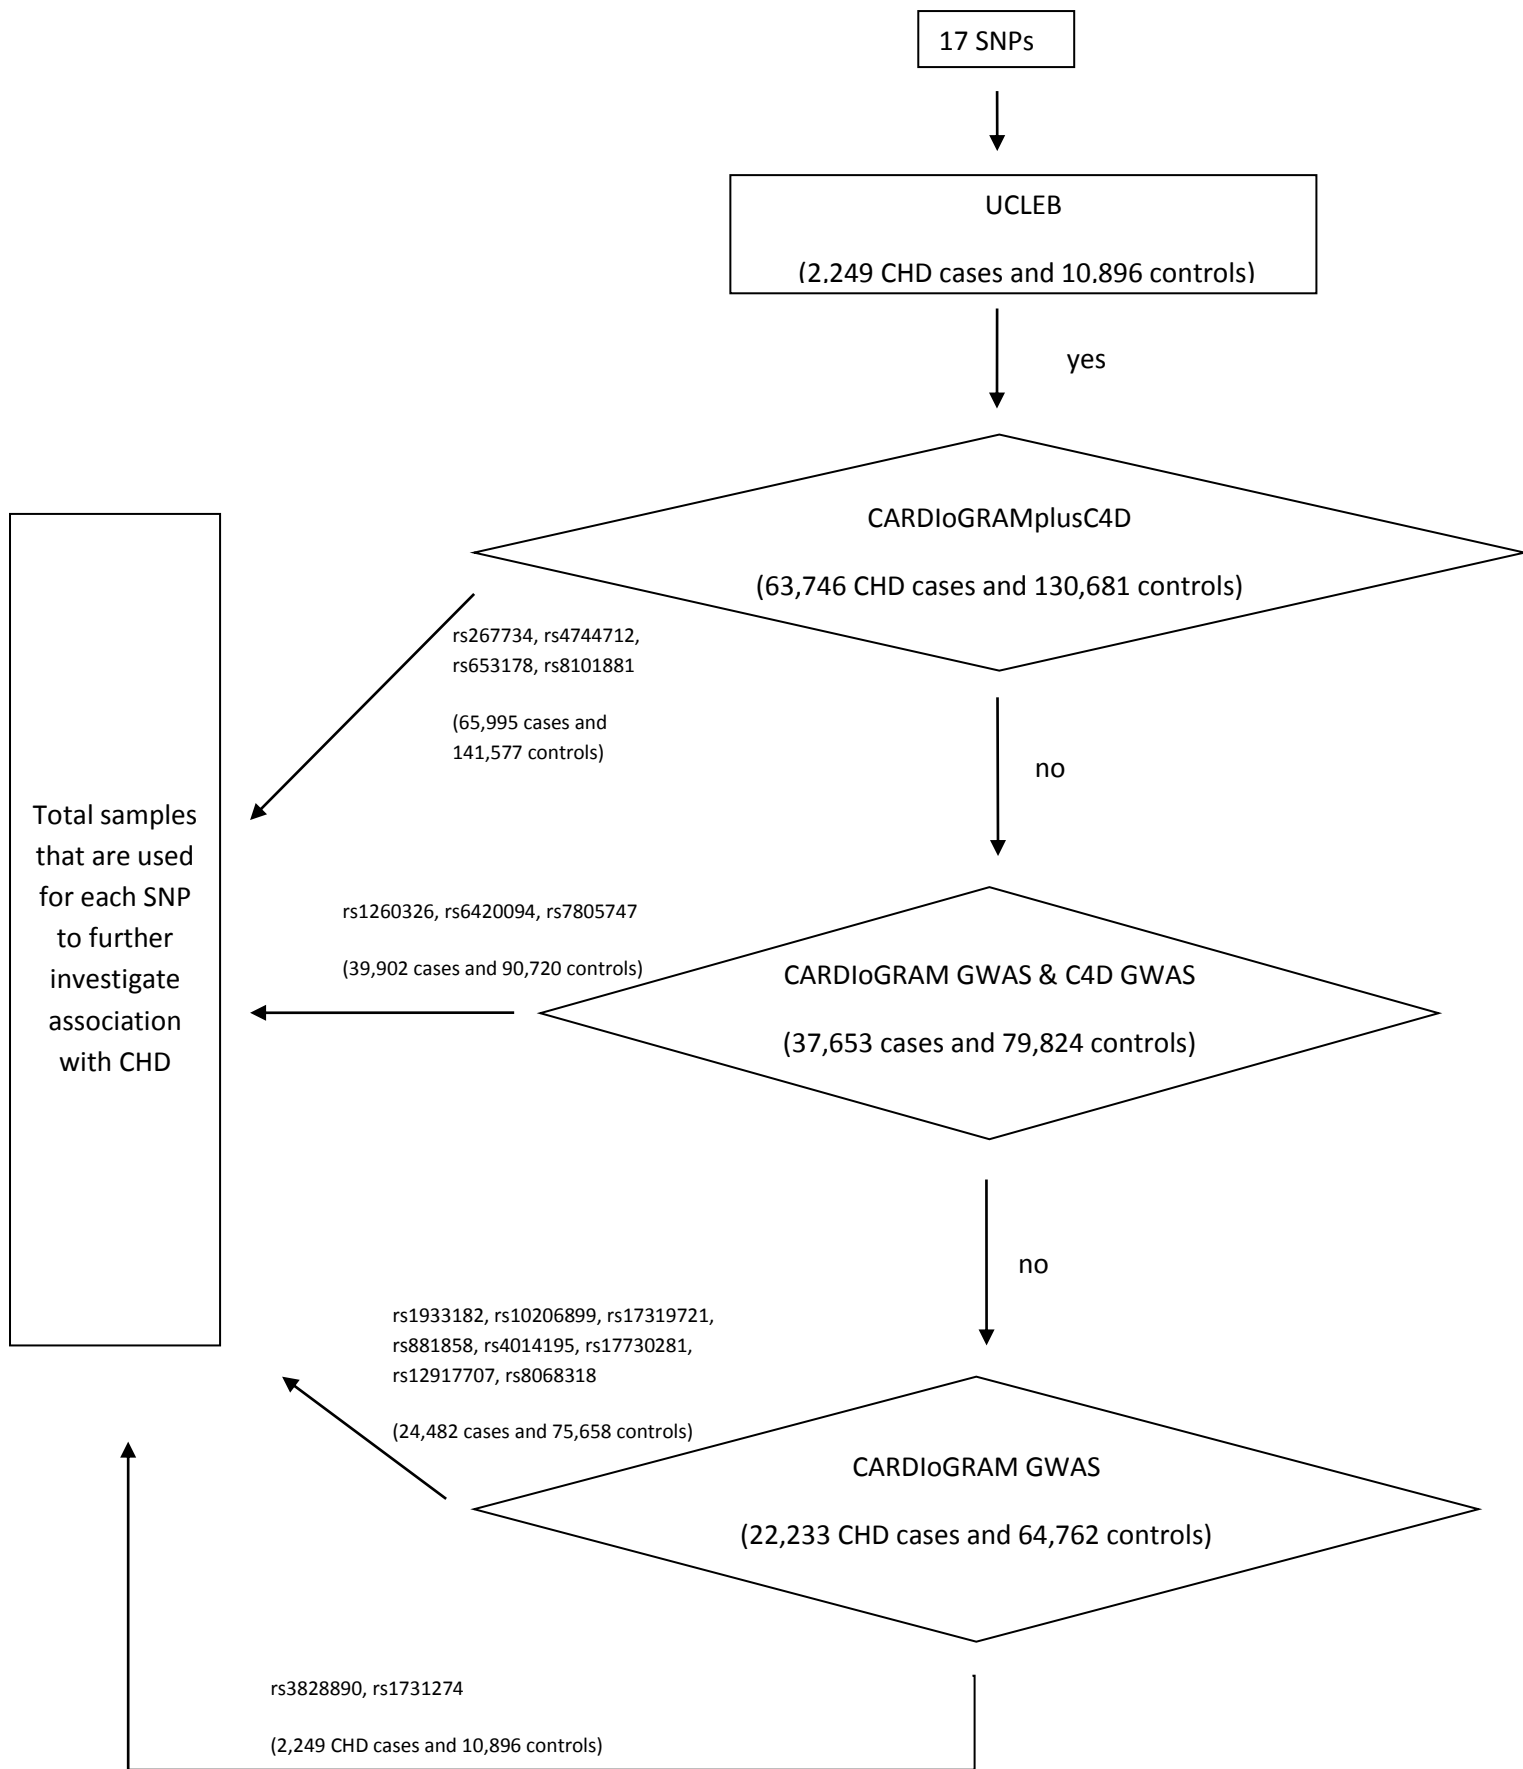 17 SNPs
UCLEB
(2,249 CHD cases and 10,896 controls)
yes
CARDIoGRAMplusC4D
(63,746 CHD cases and 130,681 controls)
rs267734, rs4744712,
rs653178, rs8101881
(65,995 cases and
141,577 controls)
no
Total samples
that are used
for each SNP
to further
investigate
association
with CHD
rs1260326, rs6420094, rs7805747
(39,902 cases and 90,720 controls)
CARDIoGRAM GWAS & C4D GWAS
(37,653 cases and 79,824 controls)
no
rs1933182, rs10206899, rs17319721,
rs881858, rs4014195, rs17730281,
rs12917707, rs8068318
(24,482 cases and 75,658 controls)
CARDIoGRAM GWAS
(22,233 CHD cases and 64,762 controls)
rs3828890, rs1731274
(2,249 CHD cases and 10,896 controls)